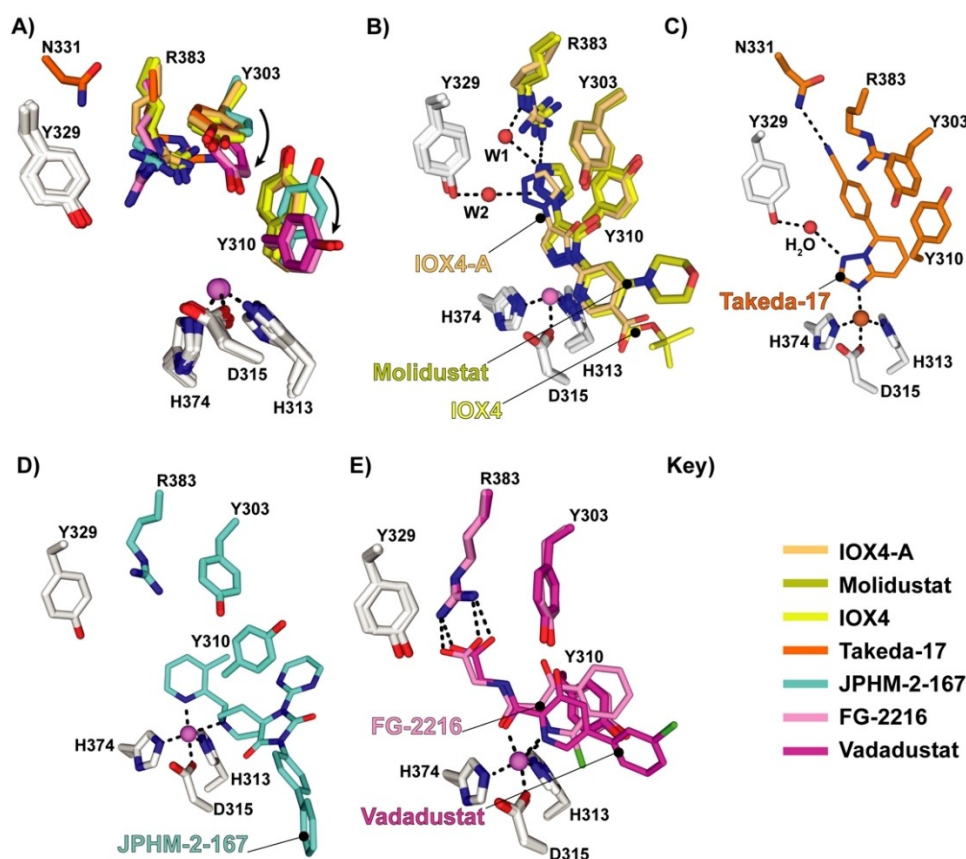 A)
N331
R383
Y303
Y329
Y310
D315
H374
H313
B)
R383
Y329
Y303
W1
W2
Y310
IOX4-A
H374
H313
Molidustat
D315
IOX4
C)
N331
R383
Y329
Y303
H₂O
Y310
Takeda-17
H374
H313
D315
D)
R383
Y329
Y303
Y310
H374
H313
D315
JPHM-2-167
E)
R383
Y329
Y303
Y310
FG-2216
H374
H313
Vadadustat
D315
Key)
IOX4-A
Molidustat
IOX4
Takeda-17
JPHM-2-167
FG-2216
Vadadustat